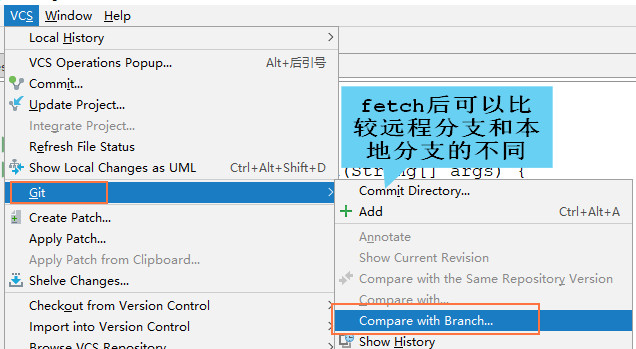 VCS Window Help
Local History
VCS Operations Popup... Alt+后引号
Commit...
Update Project...
Integrate Project...
Refresh File Status
Show Local Changes as UML Ctrl+Alt+Shift+D
Git
Create Patch...
Apply Patch...
Apply Patch from Clipboard...
Shelve Changes...
Checkout from Version Control
Import into Version Control
Browse VCS Repository
fetch后可以比
较远程分支和本
地分支的不同
(String[] args) {
Commit Directory...
Add Ctrl+Alt+A
Annotate
Show Current Revision
Compare with the Same Repository Version
Compare with...
Compare with Branch...
Show History